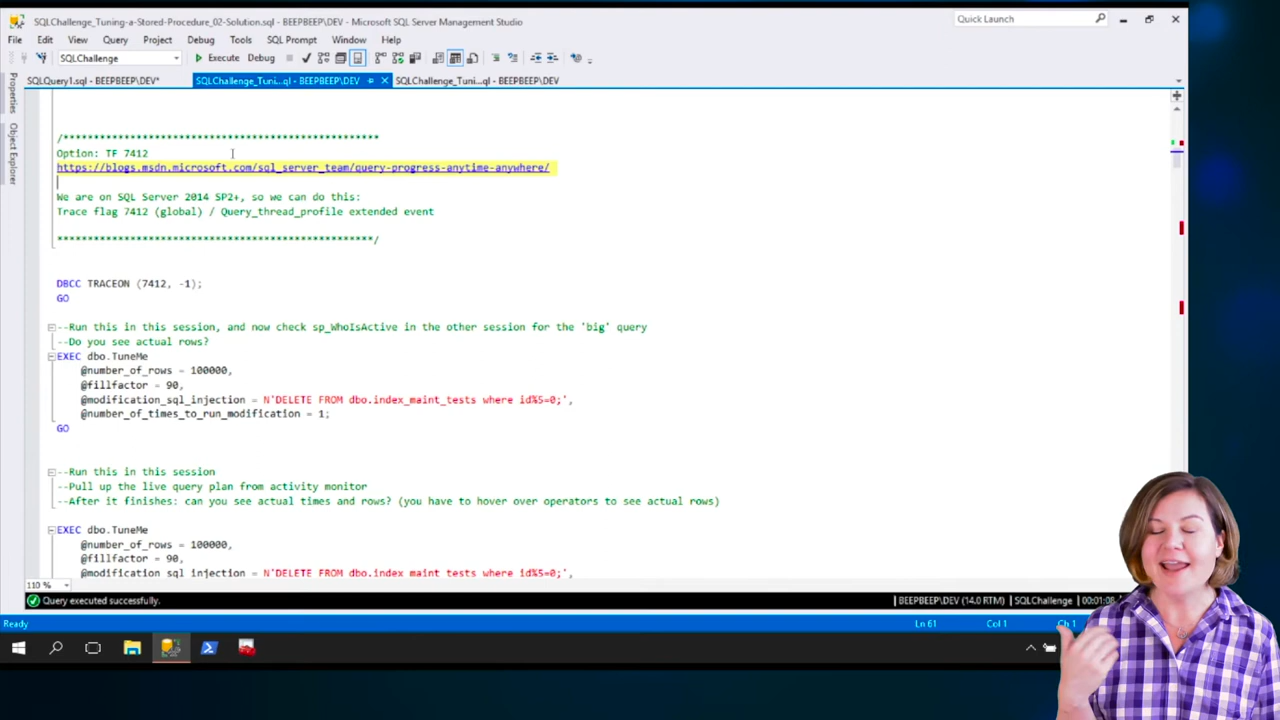 SQLChallenge_Tuning-a-Stored-Procedure_02-Solution.sql - BEEPBEEP\DEV - Microsoft SQL Server Management Studio
Quick Launch
File Edit View Query Project Debug Tools SQL Prompt Window Help
SQLChallenge Execute Debug
SQLQuery1.sql - BEEPBEEP\DEV* SQLChallenge_Tuni...ql - BEEPBEEP\DEV SQLChallenge_Tuni...ql - BEEPBEEP\DEV
Properties
Object Explorer
/*****************************************************
Option: TF 7412
https://blogs.msdn.microsoft.com/sql_server_team/query-progress-anytime-anywhere/
We are on SQL Server 2014 SP2+, so we can do this:
Trace flag 7412 (global) / Query_thread_profile extended event
*****************************************************/
DBCC TRACEON (7412, -1);
GO
--Run this in this session, and now check sp_WhoIsActive in the other session for the 'big' query
--Do you see actual rows?
EXEC dbo.TuneMe
@number_of_rows = 100000,
@fillfactor = 90,
@modification_sql_injection = N'DELETE FROM dbo.index_maint_tests where id%5=0;',
@number_of_times_to_run_modification = 1;
GO
--Run this in this session
--Pull up the live query plan from activity monitor
--After it finishes: can you see actual times and rows? (you have to hover over operators to see actual rows)
EXEC dbo.TuneMe
@number_of_rows = 100000,
@fillfactor = 90,
@modification_sql_injection = N'DELETE FROM dbo.index_maint_tests where id%5=0;',
110 %
Query executed successfully. BEEPBEEP\DEV (14.0 RTM) SQLChallenge 00:01:08
Ready Ln 61 Col 1 Ch 1